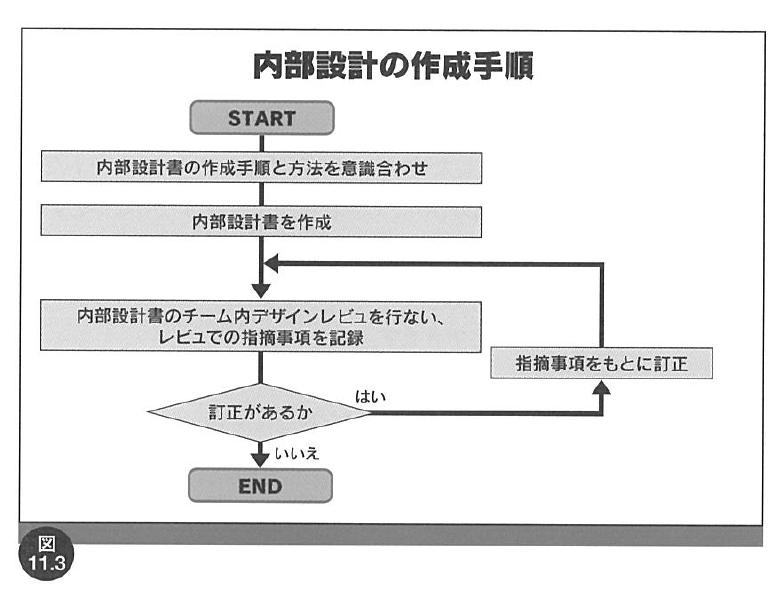 内部設計の作成手順
START
内部設計書の作成手順と方法を意識合わせ
内部設計書を作成
内部設計書のチーム内デザインレビュを行ない、
レビュでの指摘事項を記録
指摘事項をもとに訂正
訂正があるか
はい
いいえ
END
図
11.3